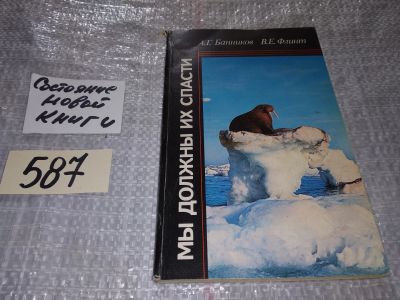 Состояние
новой
книги
587
А.Г. Банников В.Е. Флинт
МЫ ДОЛЖНЫ ИХ СПАСТИ